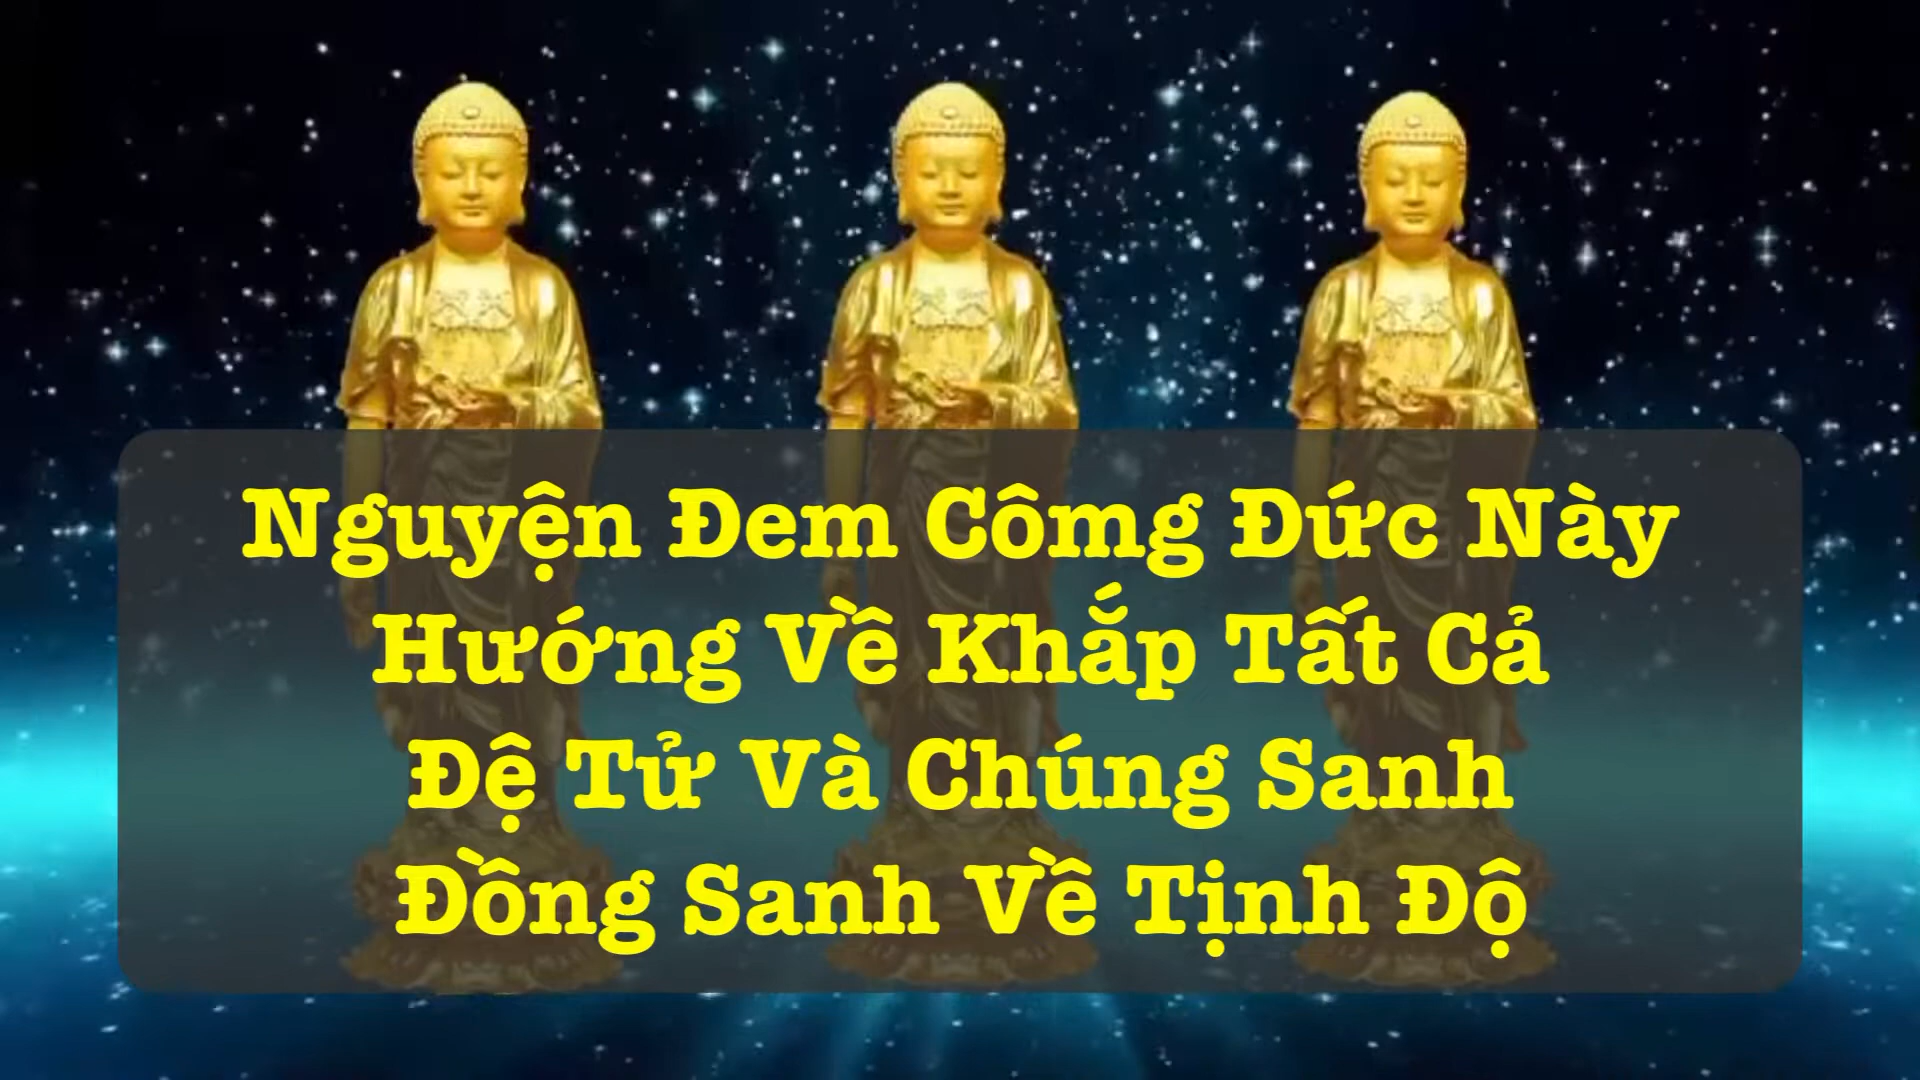 Nguyện Đem Cômg Đức Này
Hướng Về Khắp Tất Cả
Đệ Tử Và Chúng Sanh
Đồng Sanh Về Tịnh Độ